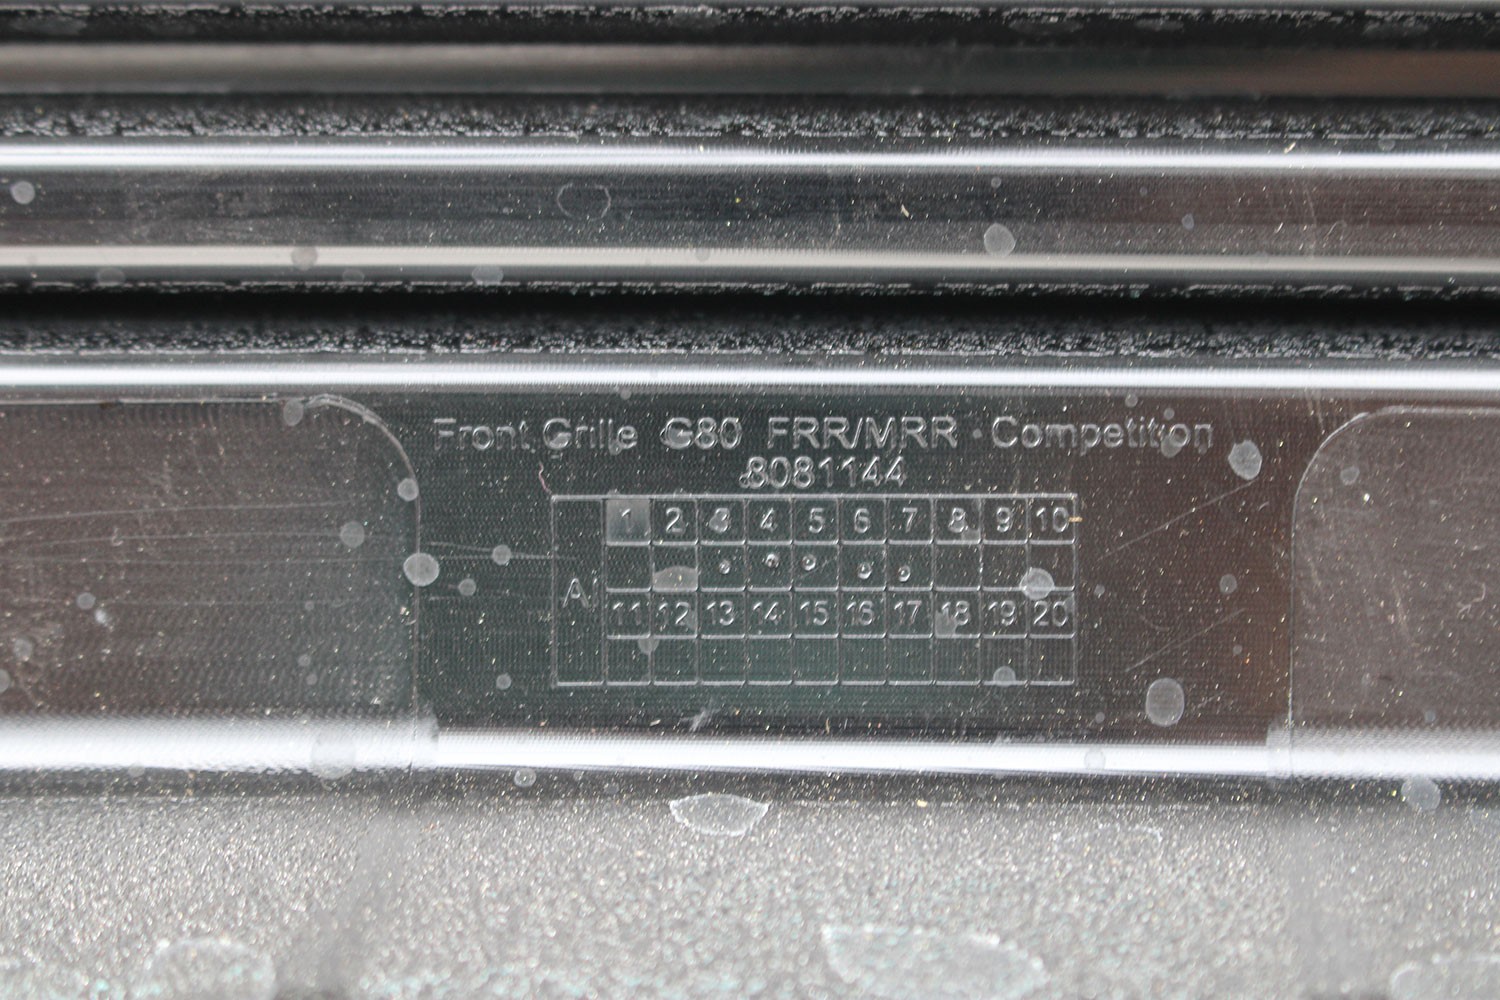 Front Grille G80 FRR/MRR - Competition
8081144
1 2 3 4 5 6 7 8 9 10
AI
11 12 13 14 15 16 17 18 19 20